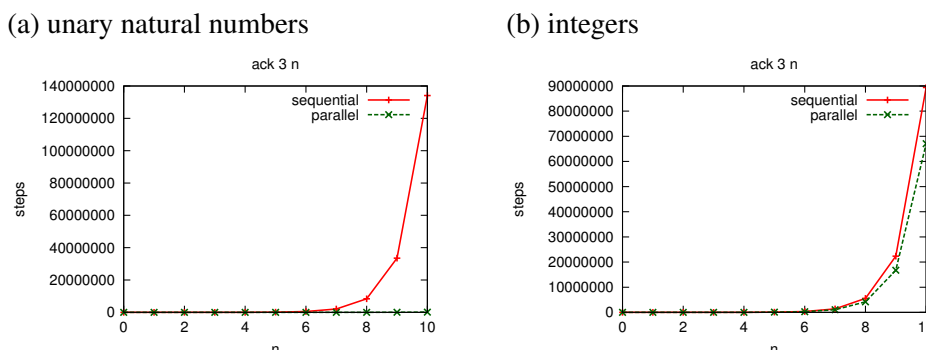 (a) unary natural numbers
ack 3 n
140000000
120000000
100000000
80000000
60000000
40000000
20000000
0
steps
sequential
parallel
0 2 4 6 8 10
n
(b) integers
ack 3 n
90000000
80000000
70000000
60000000
50000000
40000000
30000000
20000000
10000000
0
steps
sequential
parallel
0 2 4 6 8
n